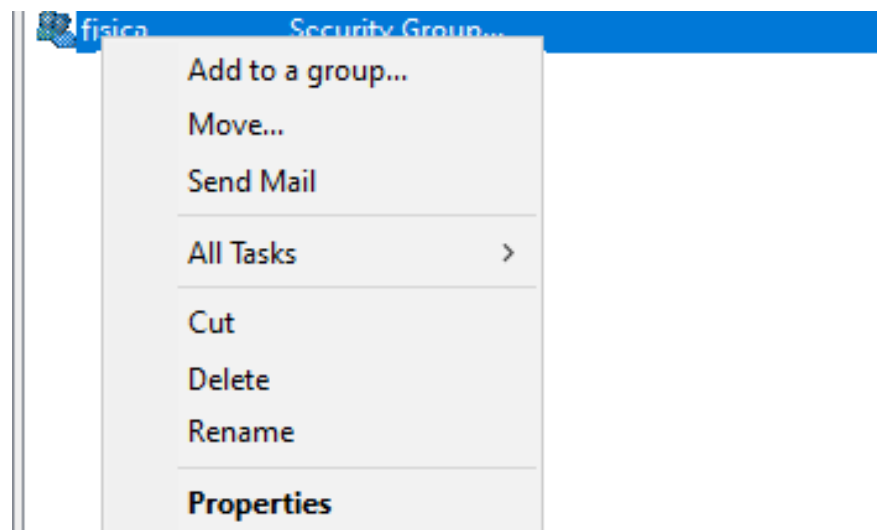 fisica Security Group...
Add to a group...
Move...
Send Mail
All Tasks
Cut
Delete
Rename
Properties